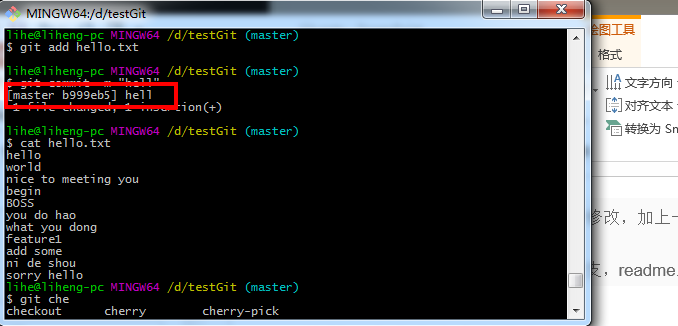 MINGW64:/d/testGit
lihe@liheng-pc MINGW64 /d/testGit (master)
$ git add hello.txt
lihe@liheng-pc MINGW64 /d/testGit (master)
$ git commit -m "hell"
[master b999eb5] hell
1 file changed, 1 insertion(+)
lihe@liheng-pc MINGW64 /d/testGit (master)
$ cat hello.txt
hello
world
nice to meeting you
begin
BOSS
you do hao
what you dong
feature1
add some
ni de shou
sorry hello
lihe@liheng-pc MINGW64 /d/testGit (master)
$ git che
checkout cherry cherry-pick
绘图工具
格式
文字方向
对齐文本
转换为 Sm
修改，加上一
支，readme.